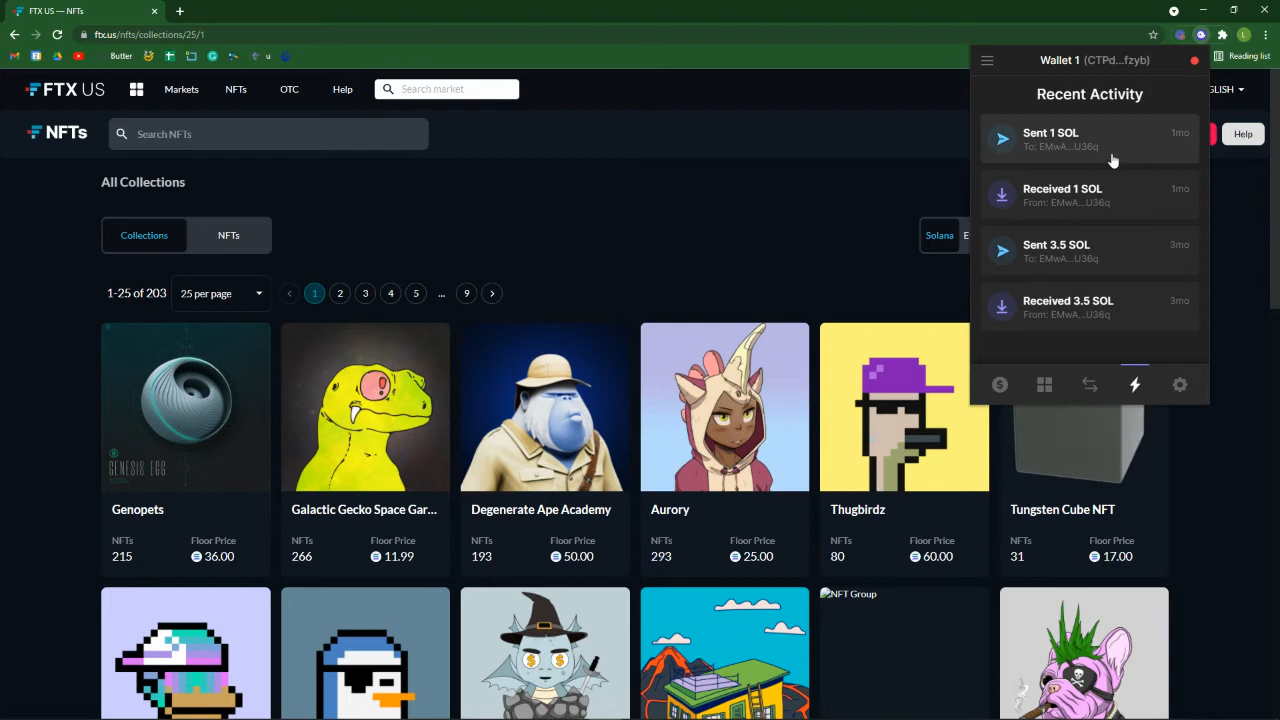 FTX US — NFTs
ftx.us/nfts/collections/25/1
L
Butter
u
Reading list
FTX US
Markets
NFTs
OTC
Help
Search market
GLISH
NFTs
Search NFTs
Help
Wallet 1 (CTPd...fzyb)
Recent Activity
Sent 1 SOL
1mo
To: EMwA...U36q
Received 1 SOL
1mo
From: EMwA...U36q
Sent 3.5 SOL
3mo
To: EMwA...U36q
Received 3.5 SOL
3mo
From: EMwA...U36q
All Collections
Collections
NFTs
Solana
E
1-25 of 203
25 per page
1
2
3
4
5
...
9
GENESIS EGG
Genopets
NFTs
Floor Price
215
36.00
Galactic Gecko Space Gar...
NFTs
Floor Price
266
11.99
Degenerate Ape Academy
NFTs
Floor Price
193
50.00
Aurory
NFTs
Floor Price
293
25.00
Thugbirdz
NFTs
Floor Price
80
60.00
Tungsten Cube NFT
NFTs
Floor Price
31
17.00
NFT Group